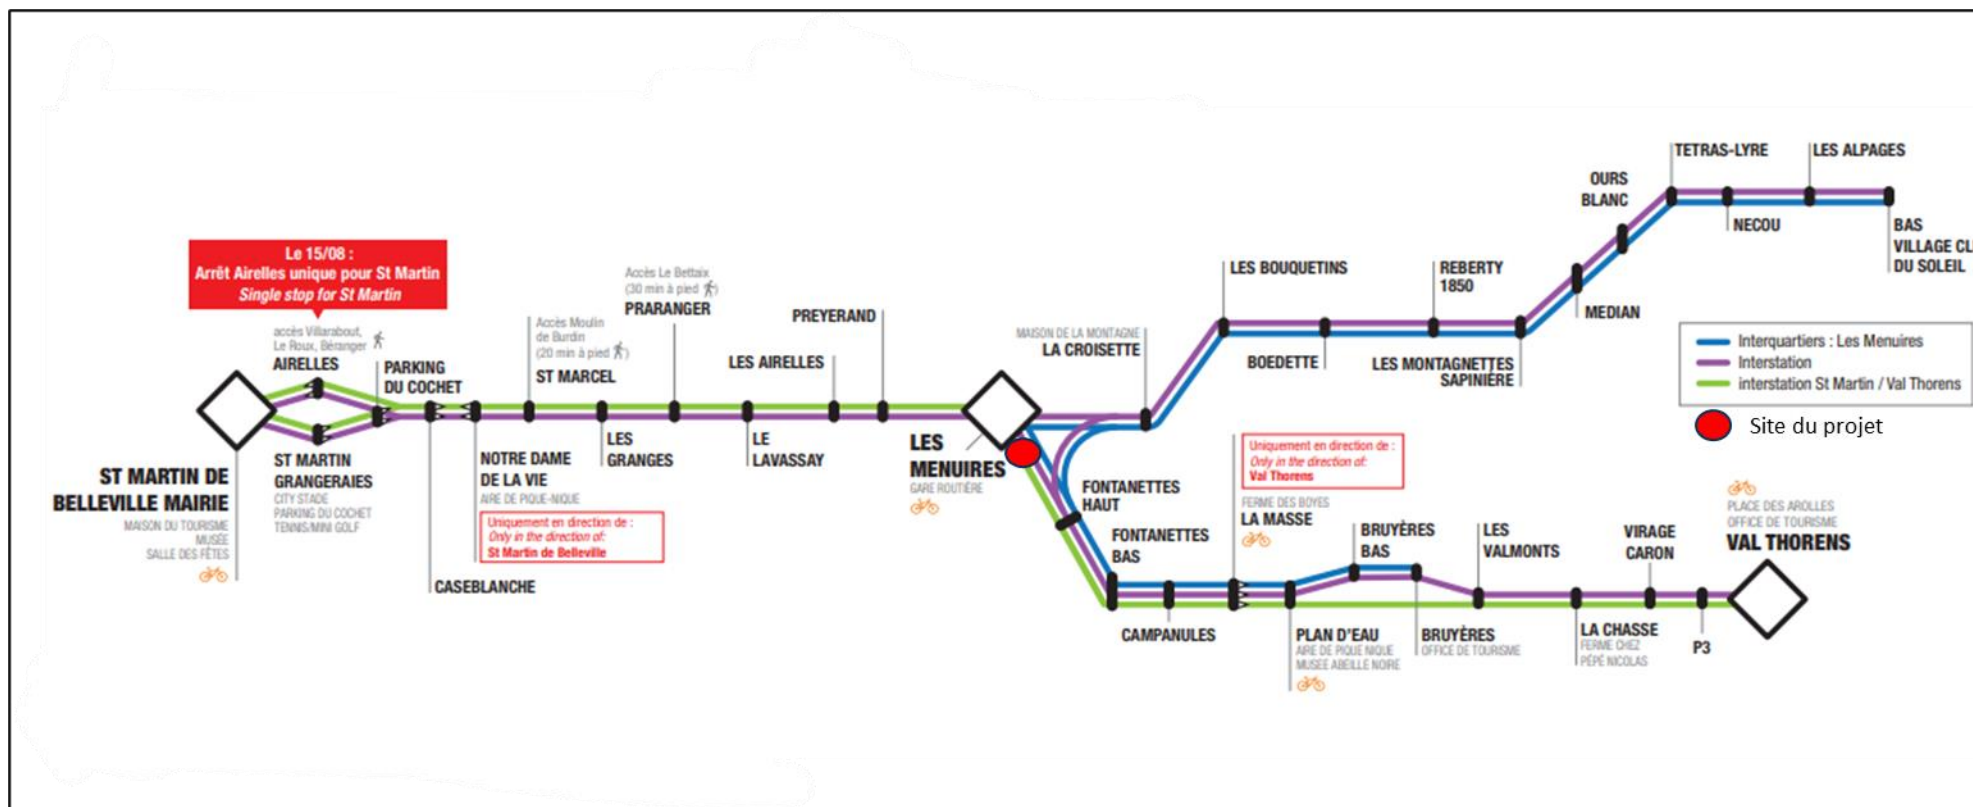 Le 15/08 :
Arrêt Airelles unique pour St Martin
Single stop for St Martin
accès Villarabout,
Le Roux, Béranger
AIRELLES
PARKING
DU COCHET
ST MARTIN DE
BELLEVILLE MAIRIE
MAISON DU TOURISME
MUSÉE
SALLE DES FÊTES
ST MARTIN
GRANGERAIES
CITY STADE
PARKING DU COCHET
TENNIS/MINI GOLF
CASEBLANCHE
NOTRE DAME
DE LA VIE
AIRE DE PIQUE-NIQUE
Uniquement en direction de :
Only in the direction of:
St Martin de Belleville
Accès Moulin
de Burdin
(20 min à pied )
ST MARCEL
LES
GRANGES
Accès Le Bettaix
(30 min à pied )
PRARANGER
LE
LAVASSAY
LES AIRELLES
PREYERAND
LES
MENUIRES
GARE ROUTIÈRE
MAISON DE LA MONTAGNE
LA CROISETTE
LES BOUQUETINS
BOEDETTE
REBERTY
1850
LES MONTAGNETTES
SAPINIÈRE
MEDIAN
OURS
BLANC
TETRAS-LYRE
NECOU
LES ALPAGES
BAS
VILLAGE CL
DU SOLEIL
Interquartiers : Les Menuires
Interstation
interstation St Martin / Val Thorens
Site du projet
FONTANETTES
HAUT
FONTANETTES
BAS
CAMPANULES
Uniquement en direction de :
Only in the direction of:
Val Thorens
FERME DES BOYES
LA MASSE
PLAN D'EAU
AIRE DE PIQUE NIQUE
MUSEE ABEILLE NOIRE
BRUYÈRES
BAS
BRUYÈRES
OFFICE DE TOURISME
LES
VALMONTS
LA CHASSE
FERME CHEZ
PÉPÉ NICOLAS
VIRAGE
CARON
P3
PLACE DES AROLLES
OFFICE DE TOURISME
VAL THORENS